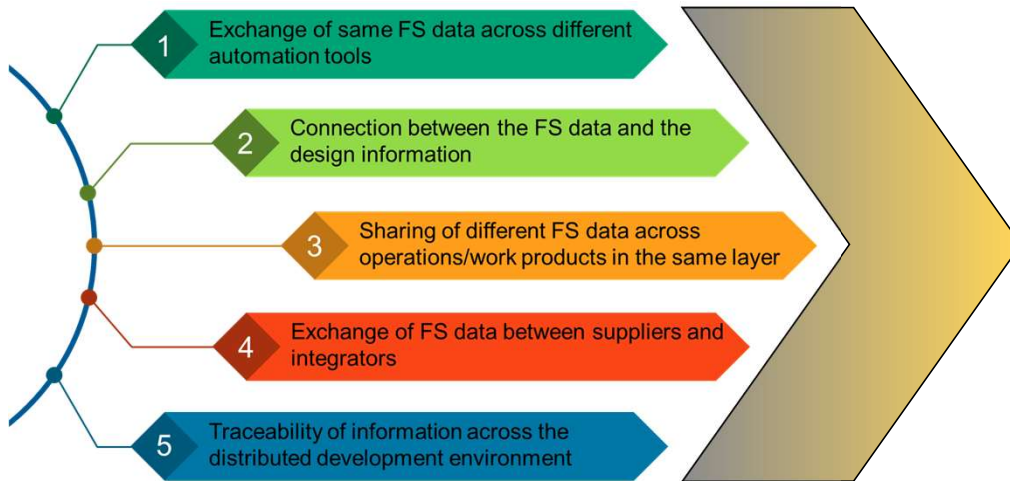 1
Exchange of same FS data across different
automation tools
2
Connection between the FS data and the
design information
3
Sharing of different FS data across
operations/work products in the same layer
4
Exchange of FS data between suppliers and
integrators
5
Traceability of information across the
distributed development environment